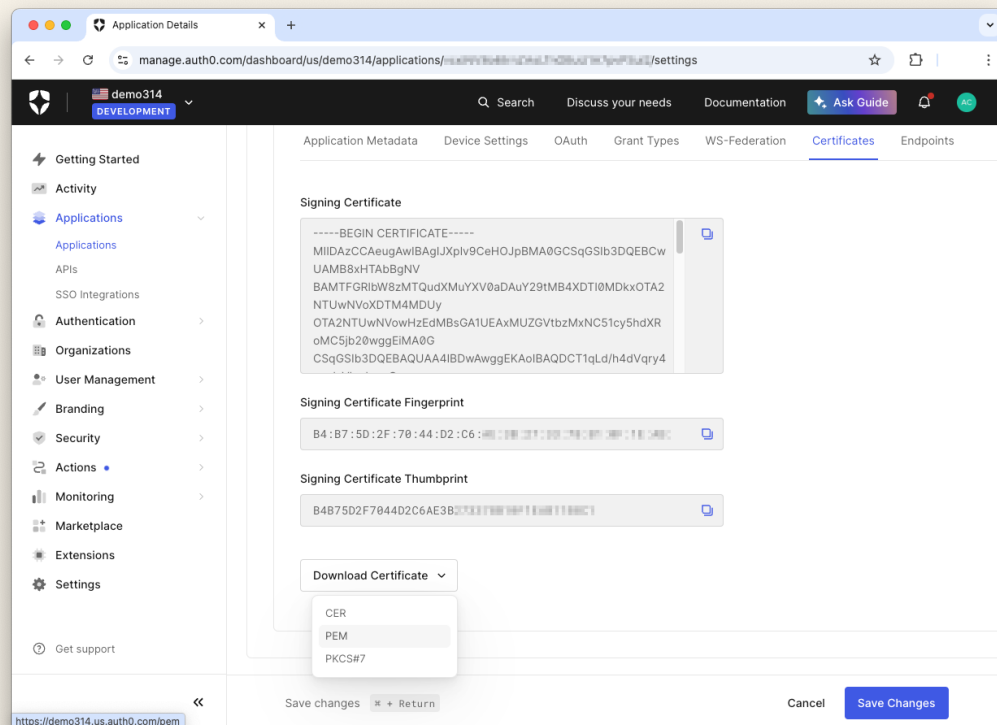 Application Details
manage.auth0.com/dashboard/us/demo314/applications/ /settings
demo314
DEVELOPMENT
Search
Discuss your needs
Documentation
Ask Guide
AC
Getting Started
Activity
Applications
Applications
APIs
SSO Integrations
Authentication
Organizations
User Management
Branding
Security
Actions
Monitoring
Marketplace
Extensions
Settings
Get support
Application Metadata
Device Settings
OAuth
Grant Types
WS-Federation
Certificates
Endpoints
Signing Certificate
-----BEGIN CERTIFICATE-----
MIIDAzCCAeugAwIBAgIJXpIv9CeHOJpBMA0GCSqGSIb3DQEBCw
UAMB8xHTAbBgNV
BAMTFGRlbW8zMTQudXMuYXV0aDAuY29tMB4XDTI0MDkxOTA2
NTUwNVoXDTM4MDUy
OTA2NTUwNVowHzEdMBsGA1UEAxMUZGVtbzMxNC51cy5hdXR
oMC5jb20wggEiMA0G
CSqGSIb3DQEBAQUAA4IBDwAwggEKAoIBAQDCT1qLd/h4dVqry4
Signing Certificate Fingerprint
B4:B7:5D:2F:70:44:D2:C6:
Signing Certificate Thumbprint
B4B75D2F7044D2C6AE3B
Download Certificate
CER
PEM
PKCS#7
Save changes
⌘ + Return
Cancel
Save Changes
https://demo314.us.auth0.com/pem